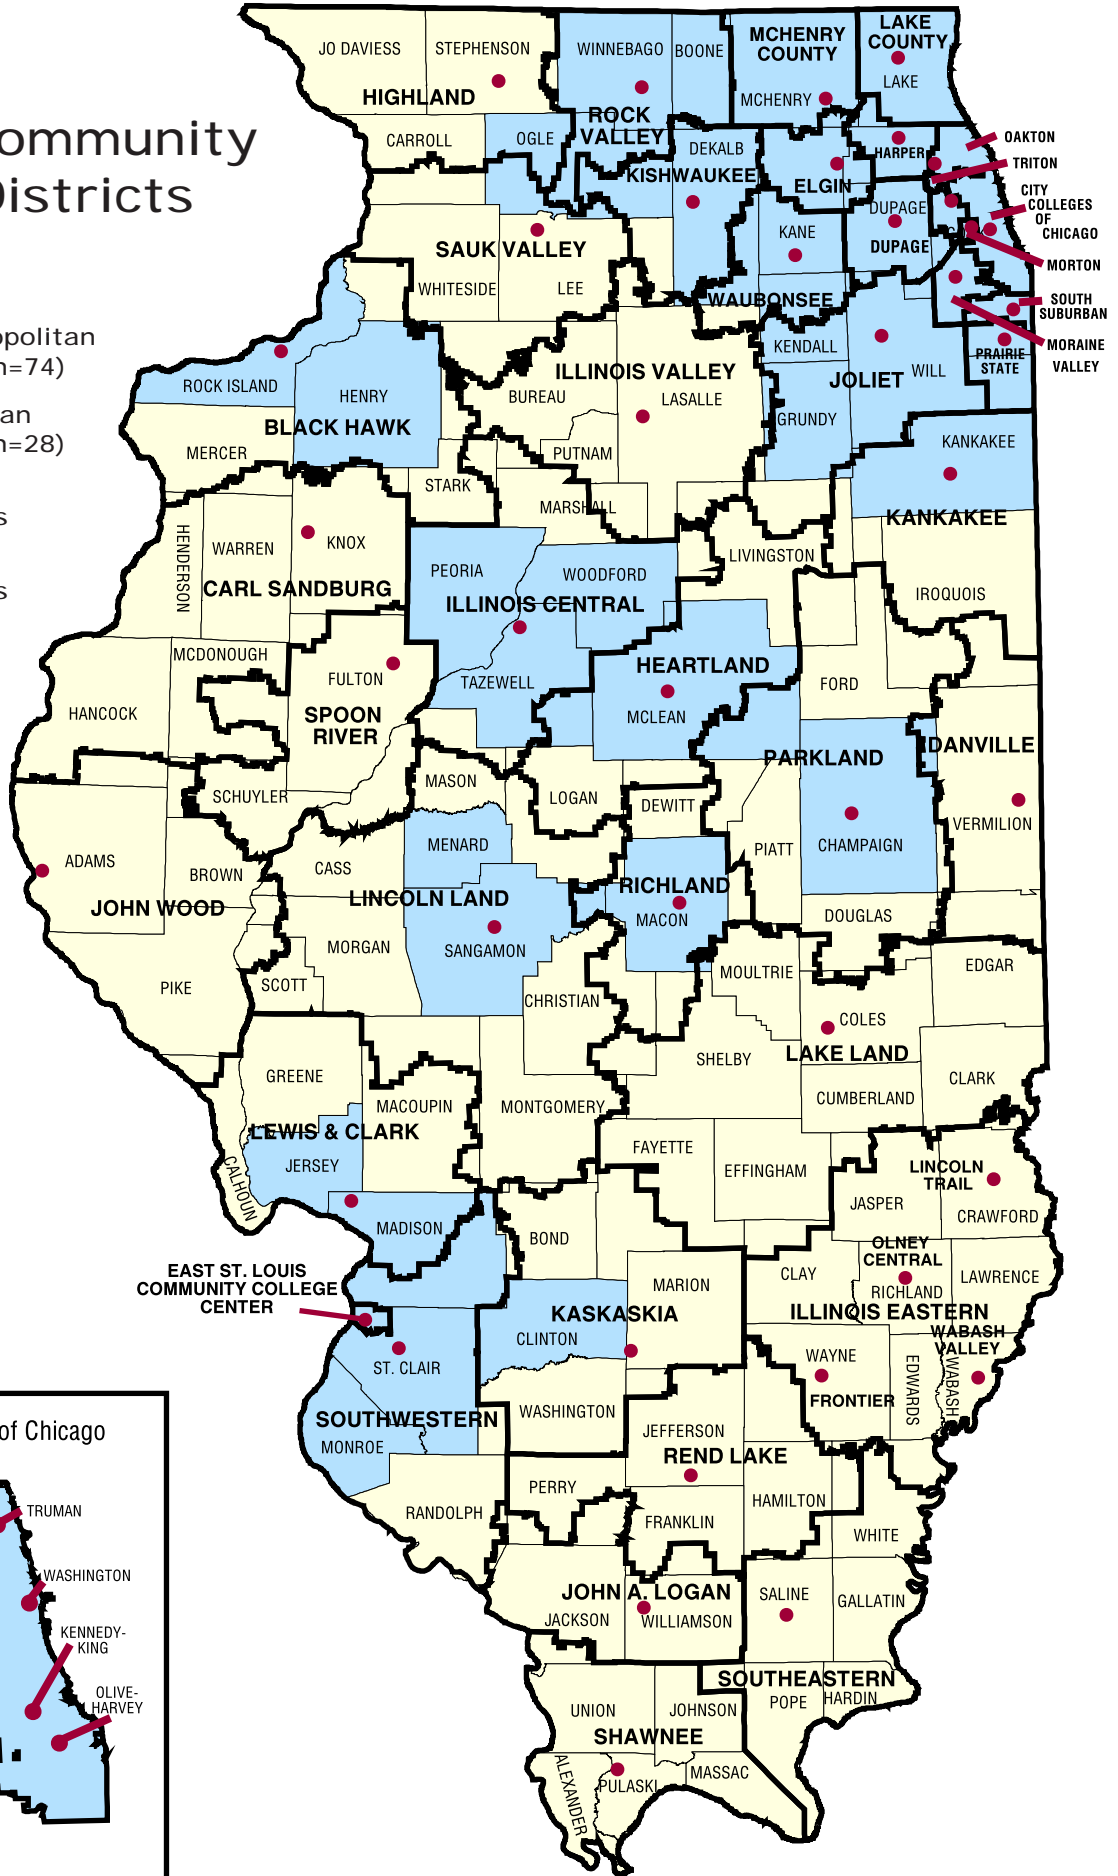 ommunity
Districts
opolitan
n=74)
an
n=28)
s
s
JO DAVIESS
STEPHENSON
WINNEBAGO
BOONE
MCHENRY
COUNTY
LAKE
COUNTY
LAKE
HIGHLAND
MCHENRY
ROCK
VALLEY
CARROLL
OGLE
DEKALB
HARPER
OAKTON
TRITON
KISHWAUKEE
ELGIN
CITY
COLLEGES
OF
CHICAGO
DUPAGE
KANE
DUPAGE
MORTON
SAUK VALLEY
WHITESIDE
LEE
WAUBONSEE
SOUTH
SUBURBAN
MORAINE
VALLEY
KENDALL
PRAIRIE
STATE
ROCK ISLAND
HENRY
ILLINOIS VALLEY
BUREAU
LASALLE
JOLIET
WILL
GRUNDY
BLACK HAWK
MERCER
PUTNAM
KANKAKEE
STARK
MARSHALL
KANKAKEE
HENDERSON
WARREN
KNOX
LIVINGSTON
PEORIA
WOODFORD
CARL SANDBURG
ILLINOIS CENTRAL
IROQUOIS
MCDONOUGH
FULTON
TAZEWELL
HEARTLAND
FORD
HANCOCK
SPOON
RIVER
MCLEAN
PARKLAND
DANVILLE
SCHUYLER
MASON
LOGAN
DEWITT
VERMILION
ADAMS
BROWN
CASS
MENARD
PIATT
CHAMPAIGN
JOHN WOOD
LINCOLN LAND
RICHLAND
MACON
DOUGLAS
MORGAN
SANGAMON
MOULTRIE
EDGAR
PIKE
SCOTT
CHRISTIAN
COLES
SHELBY
LAKE LAND
GREENE
MACOUPIN
MONTGOMERY
CUMBERLAND
CLARK
LEWIS & CLARK
JERSEY
CALHOUN
FAYETTE
EFFINGHAM
LINCOLN
TRAIL
JASPER
CRAWFORD
MADISON
BOND
OLNEY
CENTRAL
EAST ST. LOUIS
COMMUNITY COLLEGE
CENTER
MARION
CLAY
RICHLAND
LAWRENCE
KASKASKIA
CLINTON
ILLINOIS EASTERN
WABASH
VALLEY
ST. CLAIR
WAYNE
EDWARDS
WABASH
FRONTIER
SOUTHWESTERN
MONROE
WASHINGTON
JEFFERSON
REND LAKE
RANDOLPH
PERRY
FRANKLIN
HAMILTON
WHITE
JOHN A. LOGAN
JACKSON
WILLIAMSON
SALINE
GALLATIN
SOUTHEASTERN
UNION
JOHNSON
POPE
HARDIN
SHAWNEE
ALEXANDER
PULASKI
MASSAC
of Chicago
TRUMAN
WASHINGTON
KENNEDY-
KING
OLIVE-
HARVEY